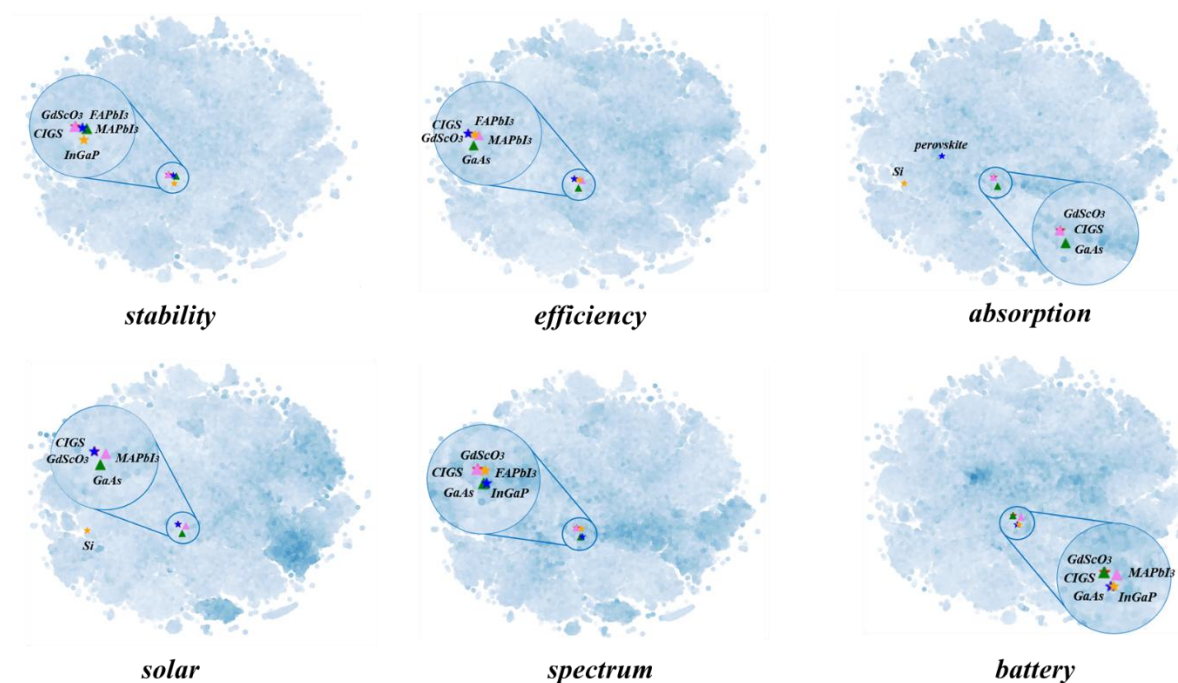 GdScO3 FAPbI3
CIGS MAPbI3
InGaP
stability
CIGS FAPbI3
GdScO3 MAPbI3
GaAs
efficiency
perovskite
Si
GdScO3
CIGS
GaAs
absorption
CIGS
GdScO3 MAPbI3
GaAs
Si
solar
GdScO3
CIGS FAPbI3
GaAs InGaP
spectrum
GdScO3
CIGS MAPbI3
GaAs InGaP
battery